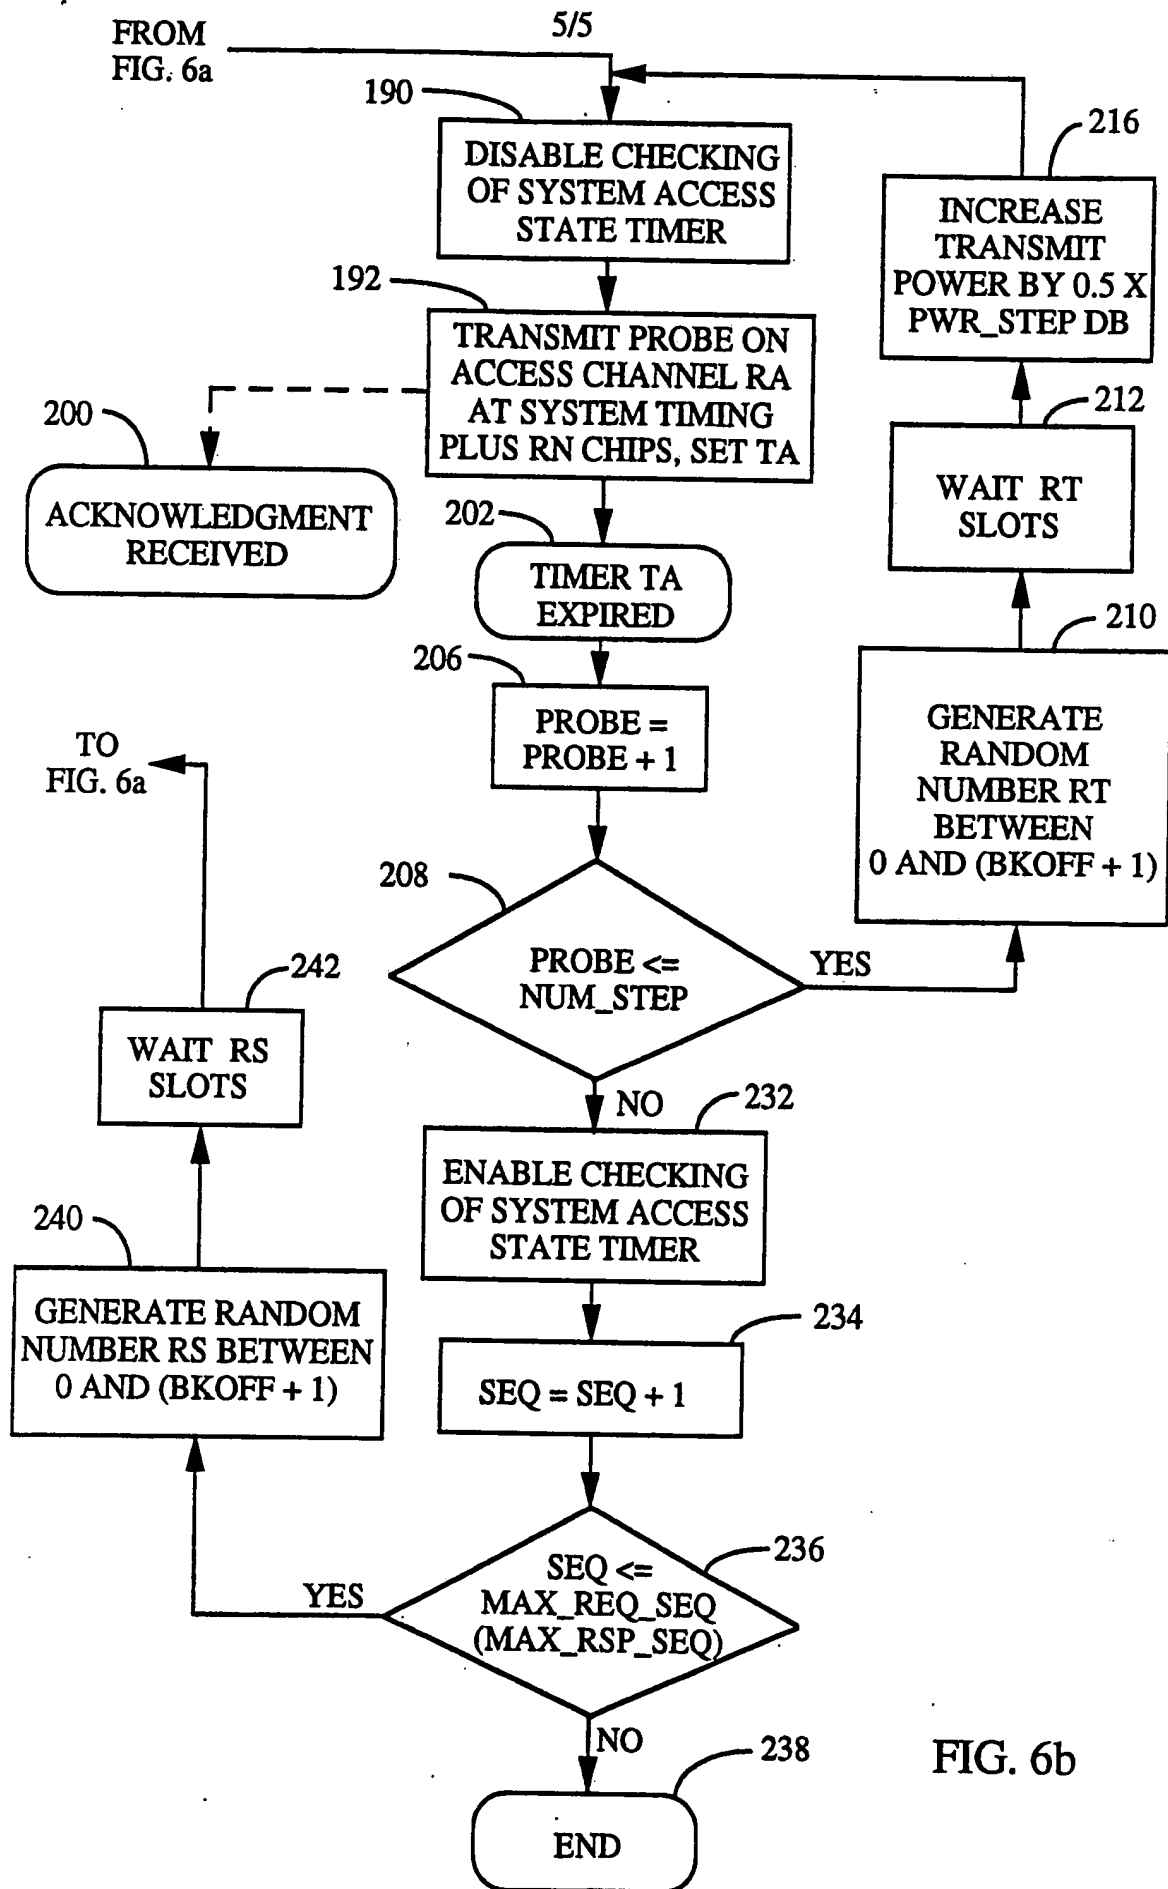 FROM
FIG. 6a
5/5
190
DISABLE CHECKING
OF SYSTEM ACCESS
STATE TIMER
216
INCREASE
TRANSMIT
POWER BY 0.5 X
PWR_STEP DB
192
TRANSMIT PROBE ON
ACCESS CHANNEL RA
AT SYSTEM TIMING
PLUS RN CHIPS, SET TA
200
ACKNOWLEDGMENT
RECEIVED
212
WAIT RT
SLOTS
202
TIMER TA
EXPIRED
210
GENERATE
RANDOM
NUMBER RT
BETWEEN
0 AND (BKOFF + 1)
206
PROBE =
PROBE + 1
TO
FIG. 6a
208
PROBE <=
NUM_STEP
YES
NO
242
WAIT RS
SLOTS
232
ENABLE CHECKING
OF SYSTEM ACCESS
STATE TIMER
240
GENERATE RANDOM
NUMBER RS BETWEEN
0 AND (BKOFF + 1)
234
SEQ = SEQ + 1
236
SEQ <=
MAX_REQ_SEQ
(MAX_RSP_SEQ)
YES
NO
238
END
FIG. 6b